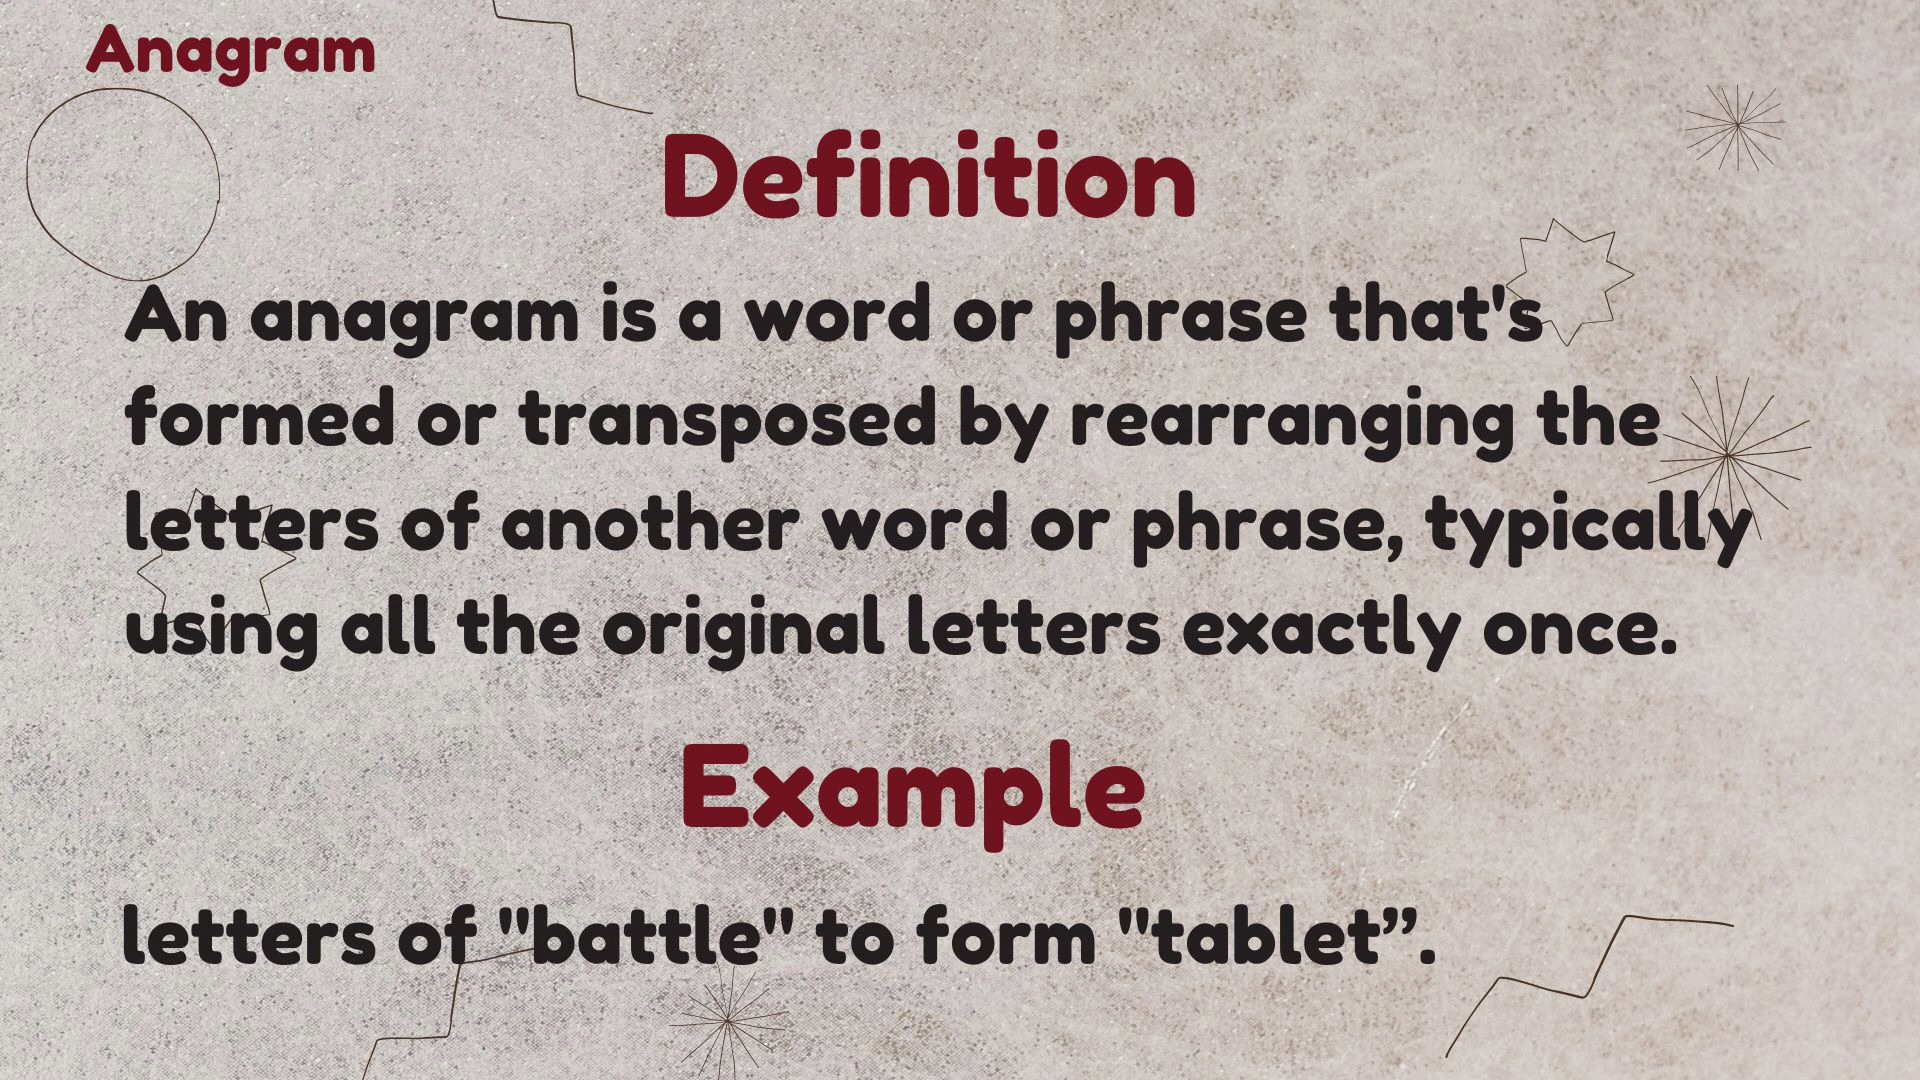 Anagram
Definition
An anagram is a word or phrase that's
formed or transposed by rearranging the
letters of another word or phrase, typically
using all the original letters exactly once.
Example
letters of "battle" to form "tablet”.